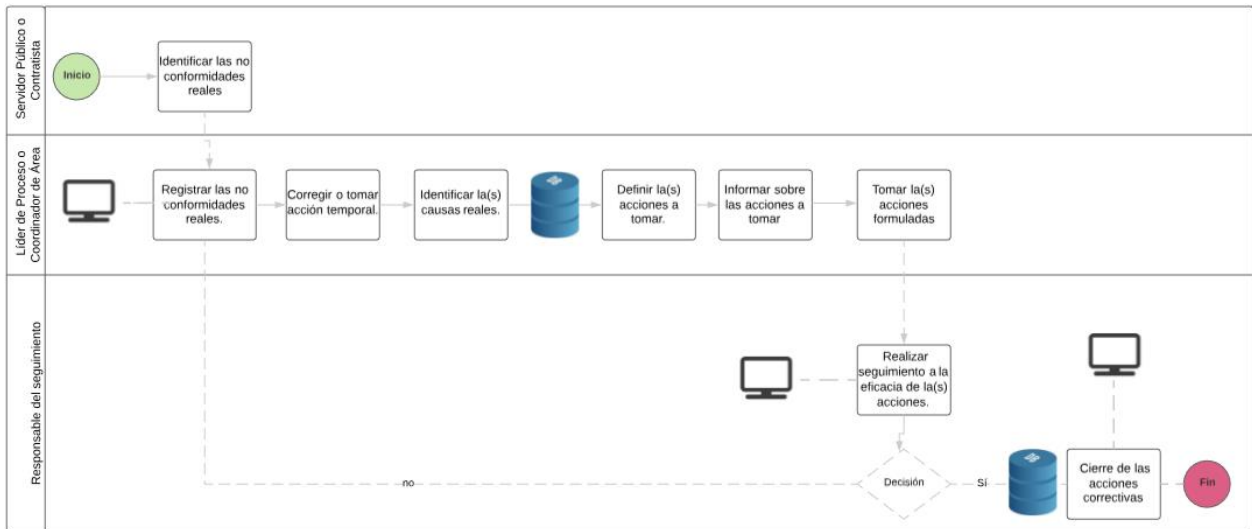 Servidor Público o
Contratista
Inicio
Identificar las no
conformidades
reales
Líder de Proceso o
Coordinador de Área
Registrar las no
conformidades
reales.
Corregir o tomar
acción temporal.
Identificar la(s)
causas reales.
Definir la(s)
acciones a
tomar.
Informar sobre
las acciones a
tomar
Tomar la(s)
acciones
formuladas
Responsable del seguimiento
Realizar
seguimiento a la
eficacia de la(s)
acciones.
no
Decisión
Sí
Cierre de las
acciones
correctivas
Fin